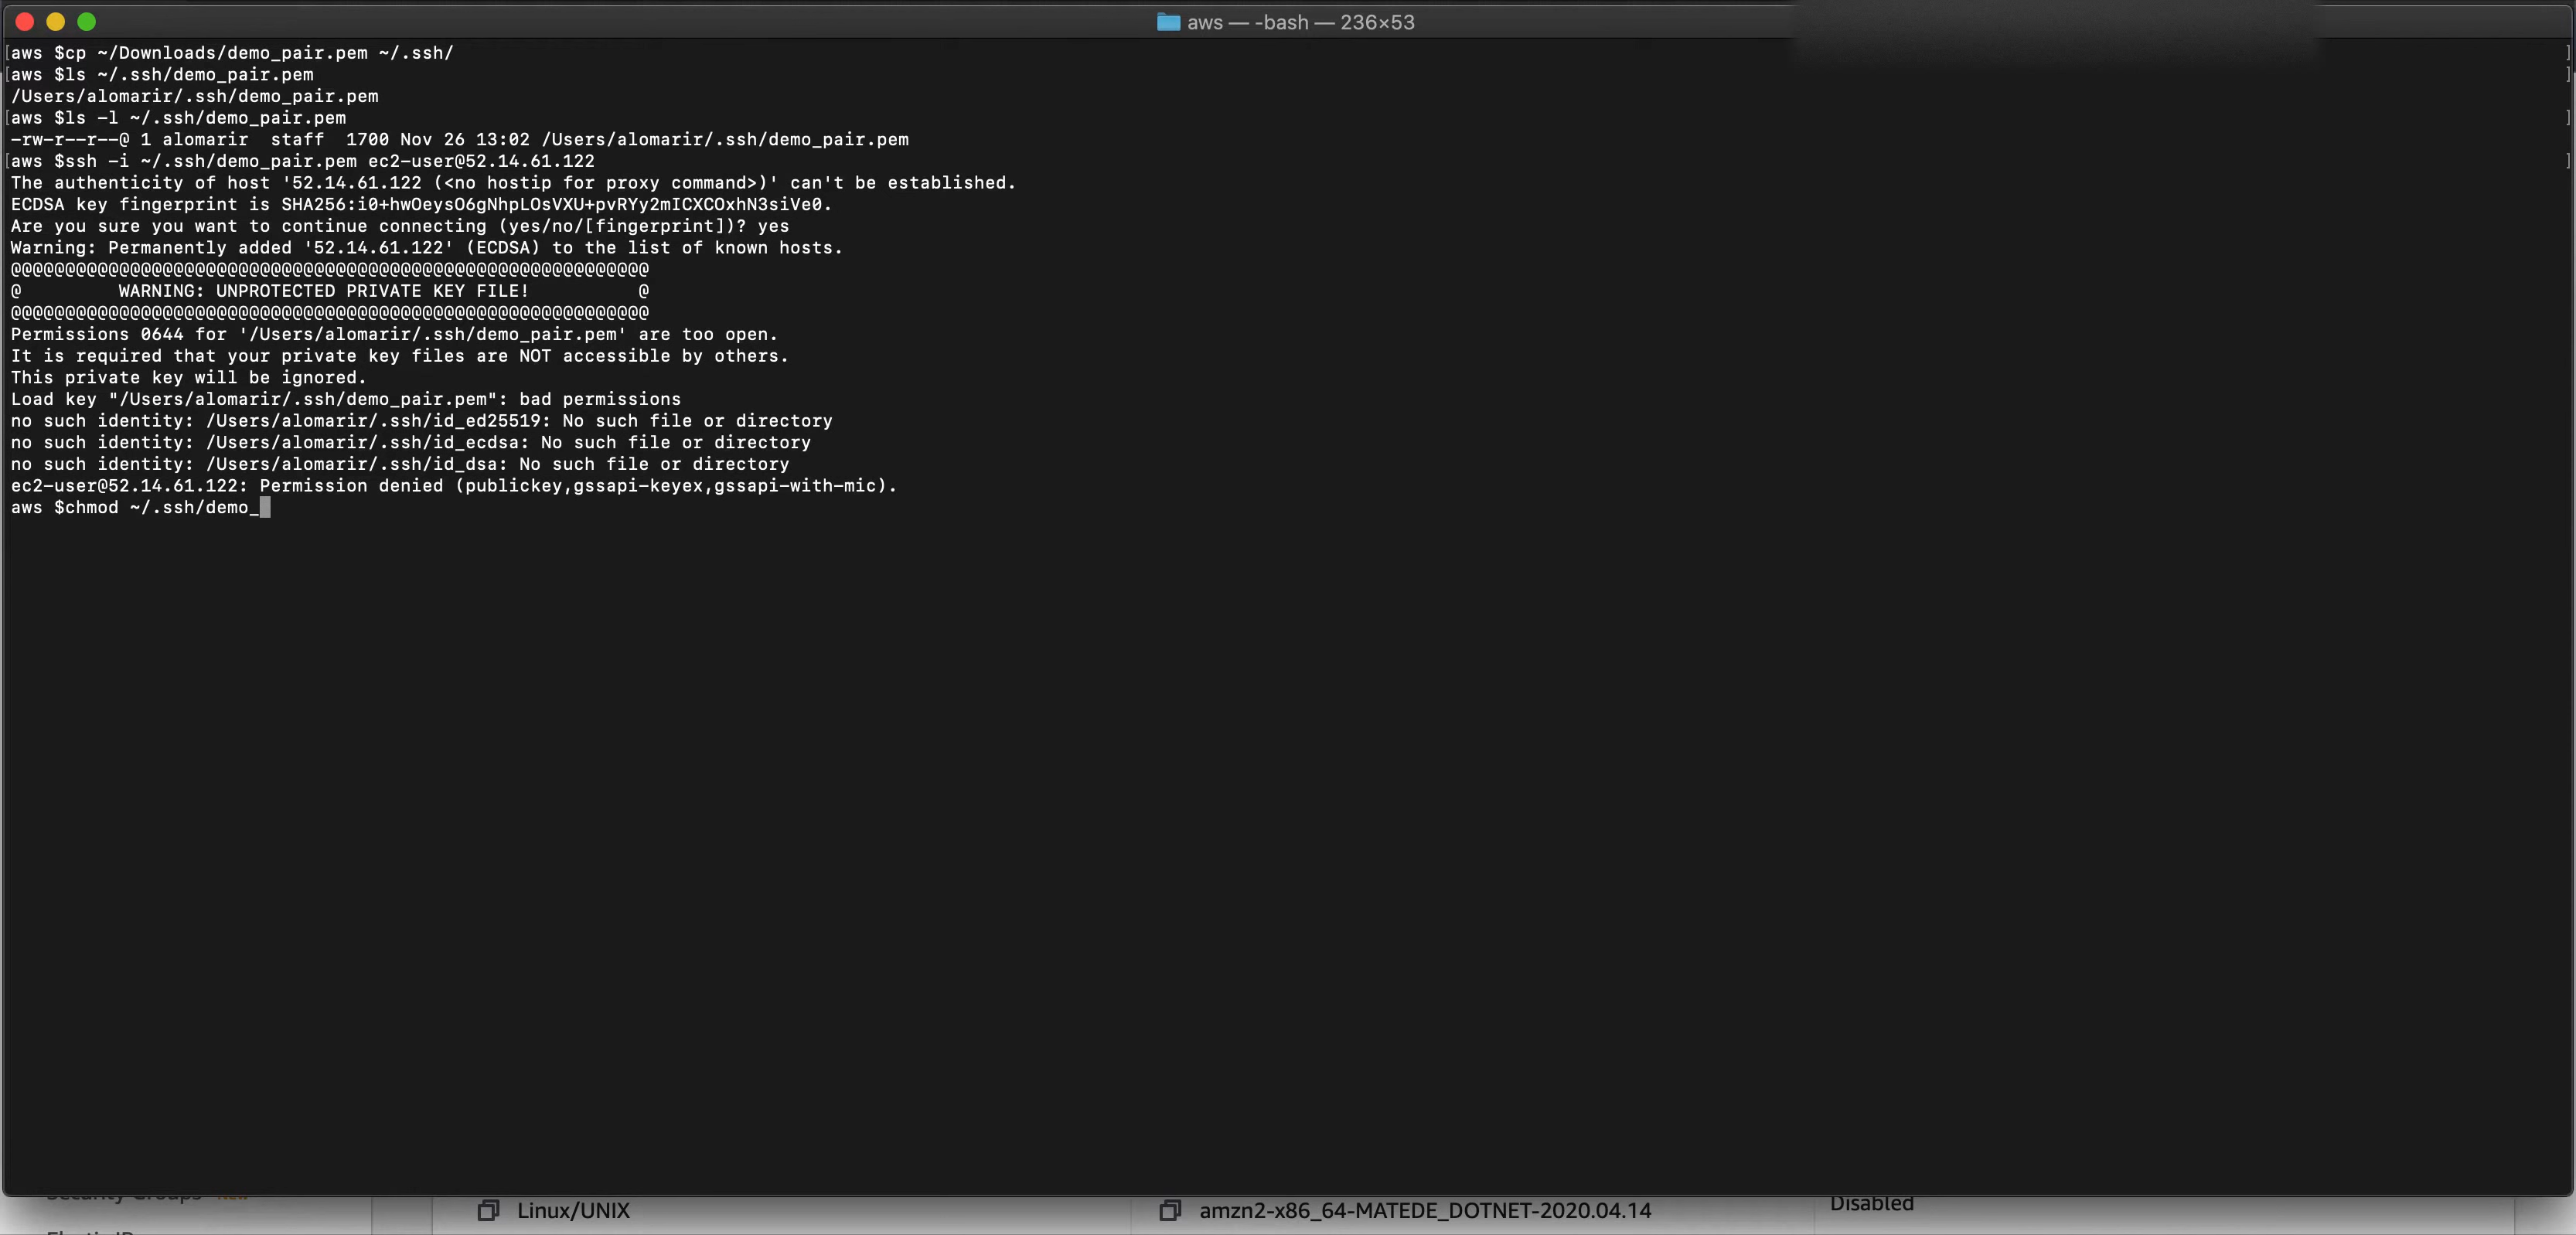 aws — -bash — 236×53
[aws $cp ~/Downloads/demo_pair.pem ~/.ssh/ ]
[aws $ls ~/.ssh/demo_pair.pem ]
/Users/alomarir/.ssh/demo_pair.pem
[aws $ls -l ~/.ssh/demo_pair.pem ]
-rw-r--r--@ 1 alomarir  staff  1700 Nov 26 13:02 /Users/alomarir/.ssh/demo_pair.pem
[aws $ssh -i ~/.ssh/demo_pair.pem ec2-user@52.14.61.122 ]
The authenticity of host '52.14.61.122 (<no hostip for proxy command>)' can't be established.
ECDSA key fingerprint is SHA256:i0+hwOeysO6gNhpLOsVXU+pvRYy2mICXCOxhN3siVe0.
Are you sure you want to continue connecting (yes/no/[fingerprint])? yes
Warning: Permanently added '52.14.61.122' (ECDSA) to the list of known hosts.
@@@@@@@@@@@@@@@@@@@@@@@@@@@@@@@@@@@@@@@@@@@@@@@@@@@@@@@@@@@
@         WARNING: UNPROTECTED PRIVATE KEY FILE!          @
@@@@@@@@@@@@@@@@@@@@@@@@@@@@@@@@@@@@@@@@@@@@@@@@@@@@@@@@@@@
Permissions 0644 for '/Users/alomarir/.ssh/demo_pair.pem' are too open.
It is required that your private key files are NOT accessible by others.
This private key will be ignored.
Load key "/Users/alomarir/.ssh/demo_pair.pem": bad permissions
no such identity: /Users/alomarir/.ssh/id_ed25519: No such file or directory
no such identity: /Users/alomarir/.ssh/id_ecdsa: No such file or directory
no such identity: /Users/alomarir/.ssh/id_dsa: No such file or directory
ec2-user@52.14.61.122: Permission denied (publickey,gssapi-keyex,gssapi-with-mic).
aws $chmod ~/.ssh/demo_
Linux/UNIX
amzn2-x86_64-MATEDE_DOTNET-2020.04.14
Disabled